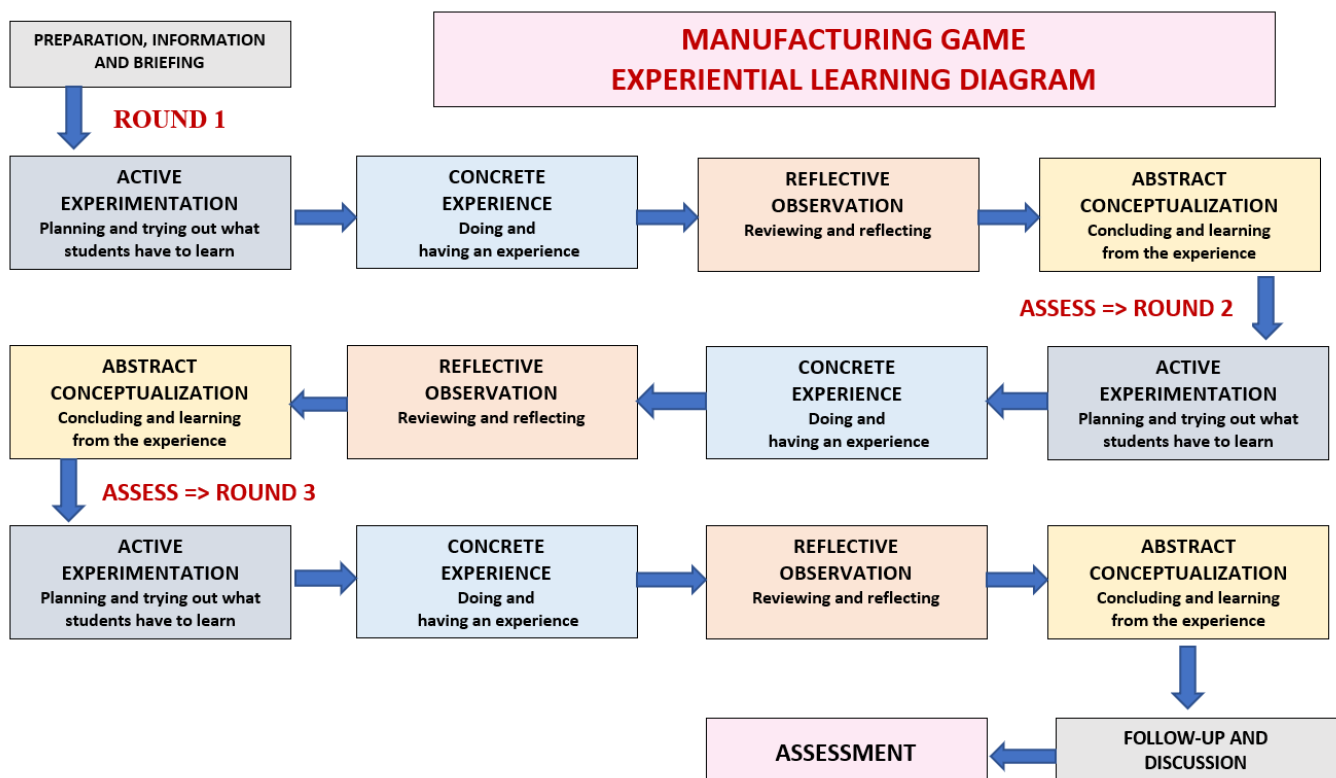 PREPARATION, INFORMATION
AND BRIEFING
MANUFACTURING GAME
EXPERIENTIAL LEARNING DIAGRAM
ROUND 1
ACTIVE
EXPERIMENTATION
Planning and trying out what
students have to learn
CONCRETE
EXPERIENCE
Doing and
having an experience
REFLECTIVE
OBSERVATION
Reviewing and reflecting
ABSTRACT
CONCEPTUALIZATION
Concluding and learning
from the experience
ASSESS => ROUND 2
ACTIVE
EXPERIMENTATION
Planning and trying out what
students have to learn
CONCRETE
EXPERIENCE
Doing and
having an experience
REFLECTIVE
OBSERVATION
Reviewing and reflecting
ABSTRACT
CONCEPTUALIZATION
Concluding and learning
from the experience
ASSESS => ROUND 3
ACTIVE
EXPERIMENTATION
Planning and trying out what
students have to learn
CONCRETE
EXPERIENCE
Doing and
having an experience
REFLECTIVE
OBSERVATION
Reviewing and reflecting
ABSTRACT
CONCEPTUALIZATION
Concluding and learning
from the experience
FOLLOW-UP AND
DISCUSSION
ASSESSMENT